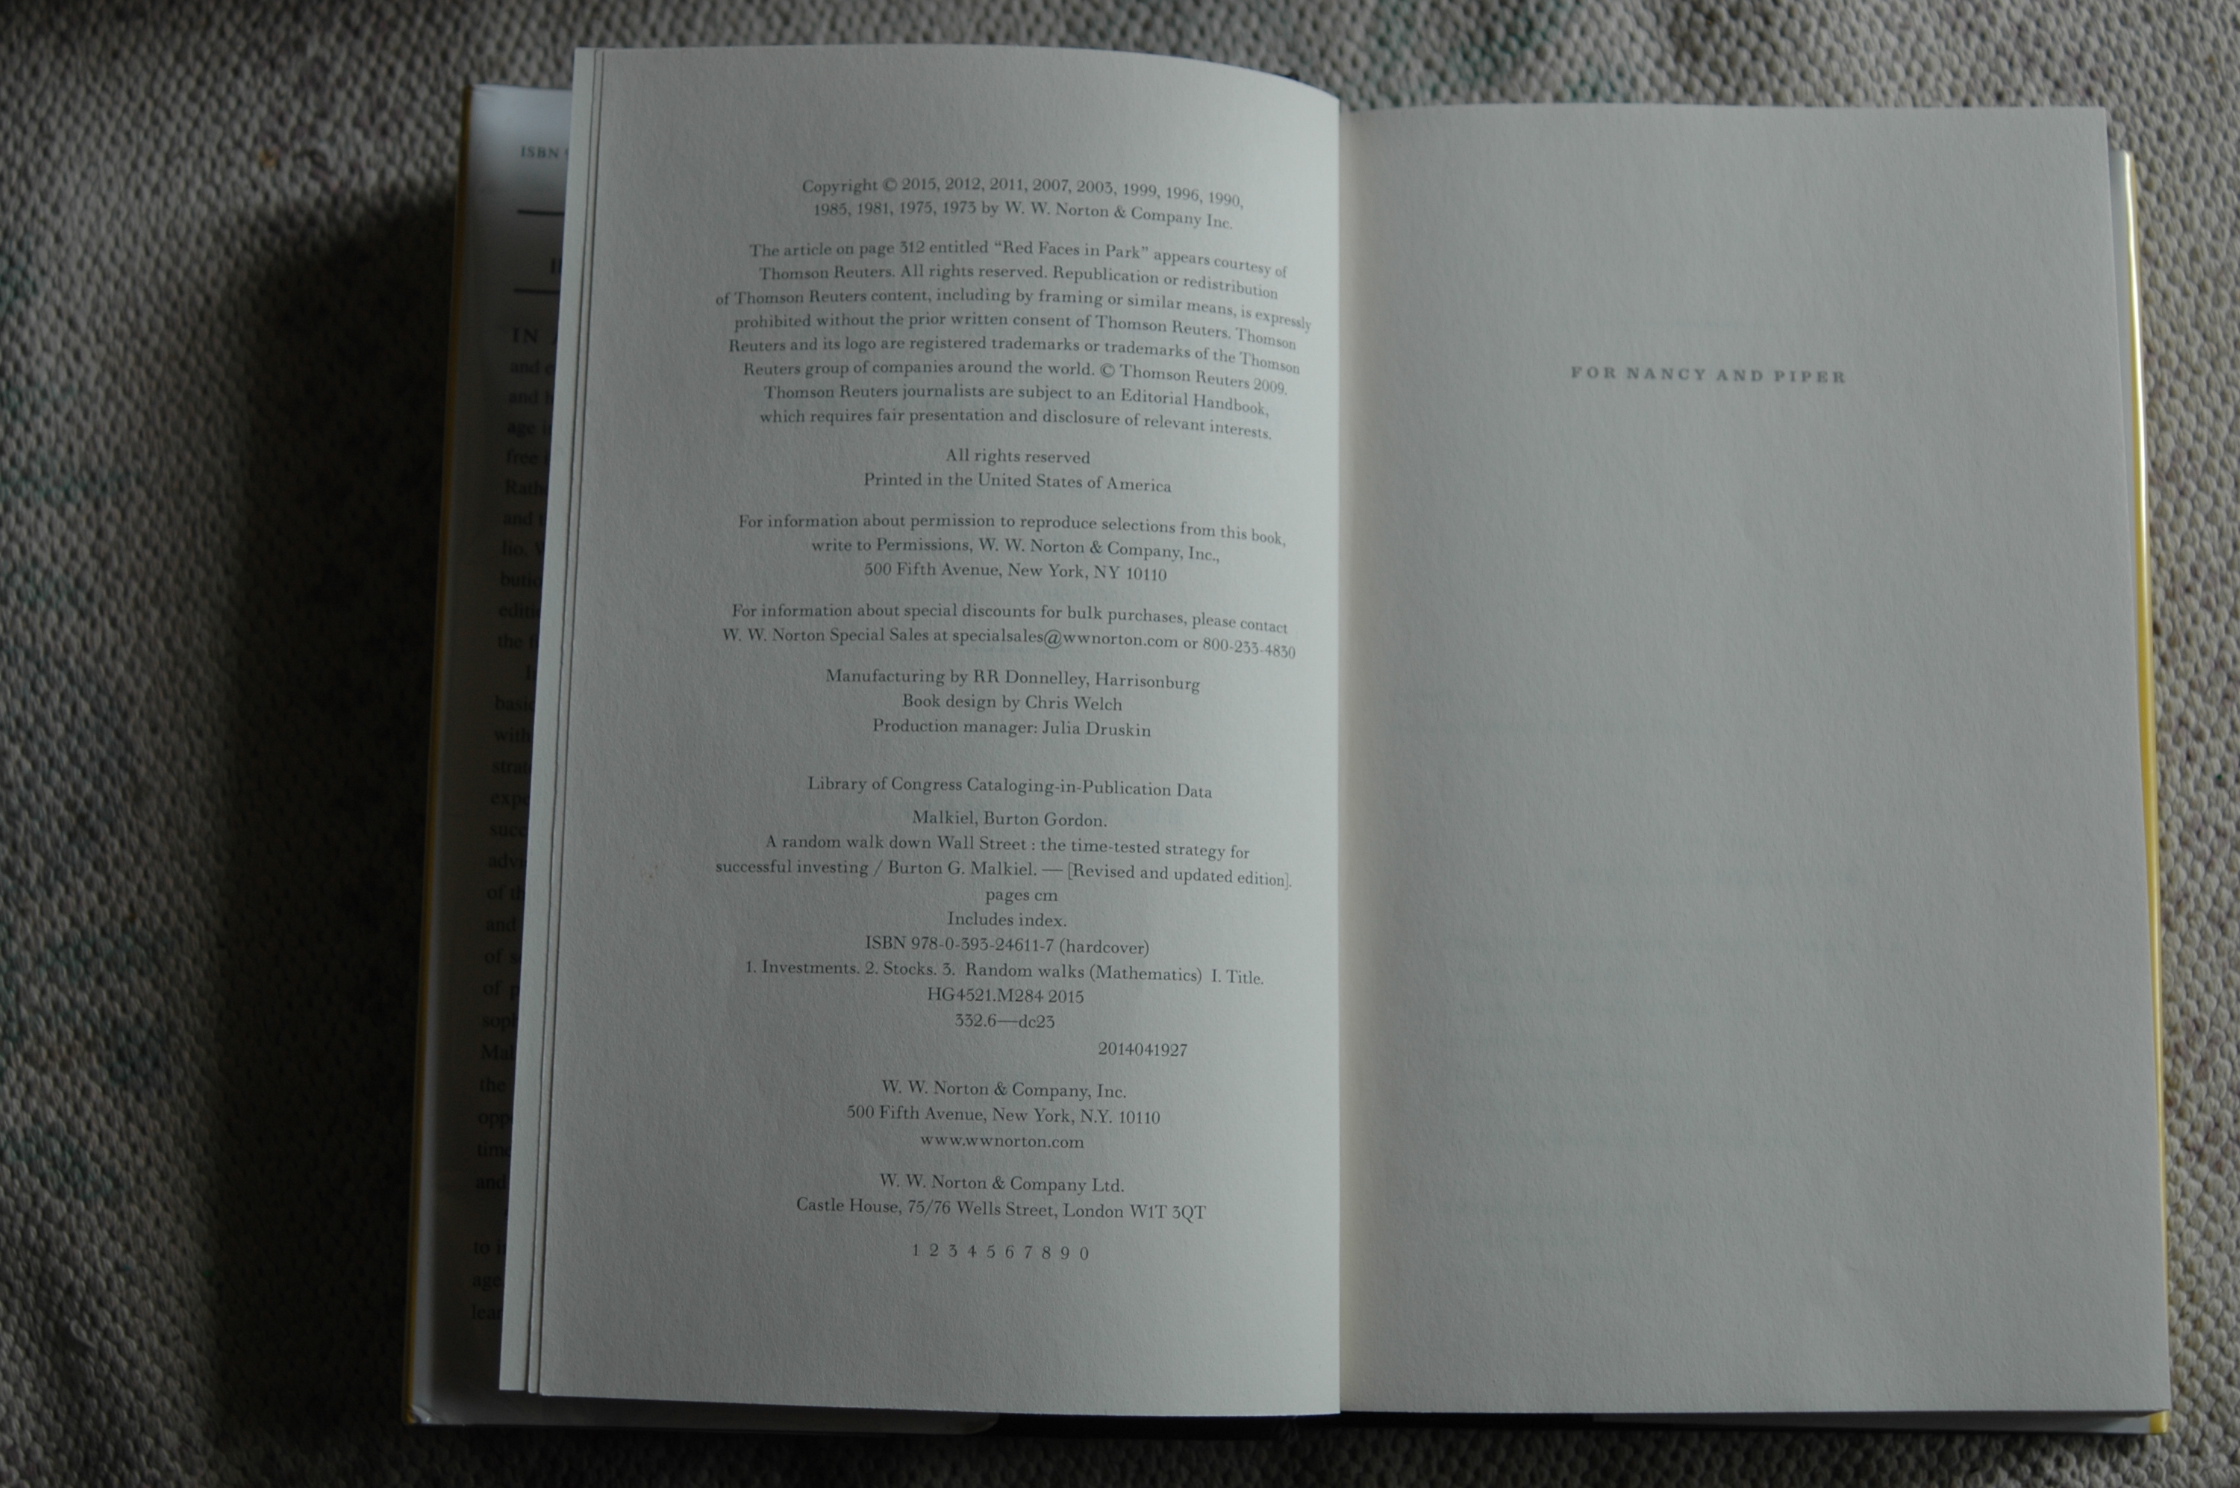 Copyright © 2015, 2012, 2011, 2007, 2003, 1999, 1996, 1990,
1985, 1981, 1975, 1973 by W. W. Norton & Company Inc.
The article on page 312 entitled “Red Faces in Park” appears courtesy of
Thomson Reuters. All rights reserved. Republication or redistribution
of Thomson Reuters content, including by framing or similar means, is expressly
prohibited without the prior written consent of Thomson Reuters. Thomson
Reuters and its logo are registered trademarks or trademarks of the Thomson
Reuters group of companies around the world. © Thomson Reuters 2009.
Thomson Reuters journalists are subject to an Editorial Handbook,
which requires fair presentation and disclosure of relevant interests.
All rights reserved
Printed in the United States of America
For information about permission to reproduce selections from this book,
write to Permissions, W. W. Norton & Company, Inc.,
500 Fifth Avenue, New York, NY 10110
For information about special discounts for bulk purchases, please contact
W. W. Norton Special Sales at specialsales@wwnorton.com or 800-233-4830
Manufacturing by RR Donnelley, Harrisonburg
Book design by Chris Welch
Production manager: Julia Druskin
Library of Congress Cataloging-in-Publication Data
Malkiel, Burton Gordon.
A random walk down Wall Street : the time-tested strategy for
successful investing / Burton G. Malkiel. — [Revised and updated edition].
pages cm
Includes index.
ISBN 978-0-393-24611-7 (hardcover)
1. Investments. 2. Stocks. 3. Random walks (Mathematics) I. Title.
HG4521.M284 2015
332.6—dc23
2014041927
W. W. Norton & Company, Inc.
500 Fifth Avenue, New York, N.Y. 10110
www.wwnorton.com
W. W. Norton & Company Ltd.
Castle House, 75/76 Wells Street, London W1T 3QT
1 2 3 4 5 6 7 8 9 0
FOR NANCY AND PIPER
ISBN
IN
and
free
and
the
with
of
and
of
of
the
and
to